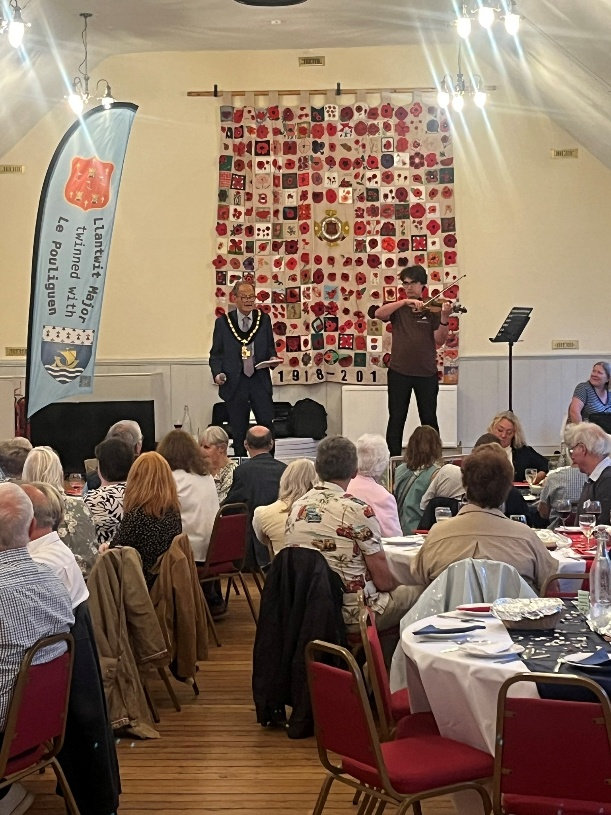 Llantwit Major
twinned with
Le Pouliguen
1918-201